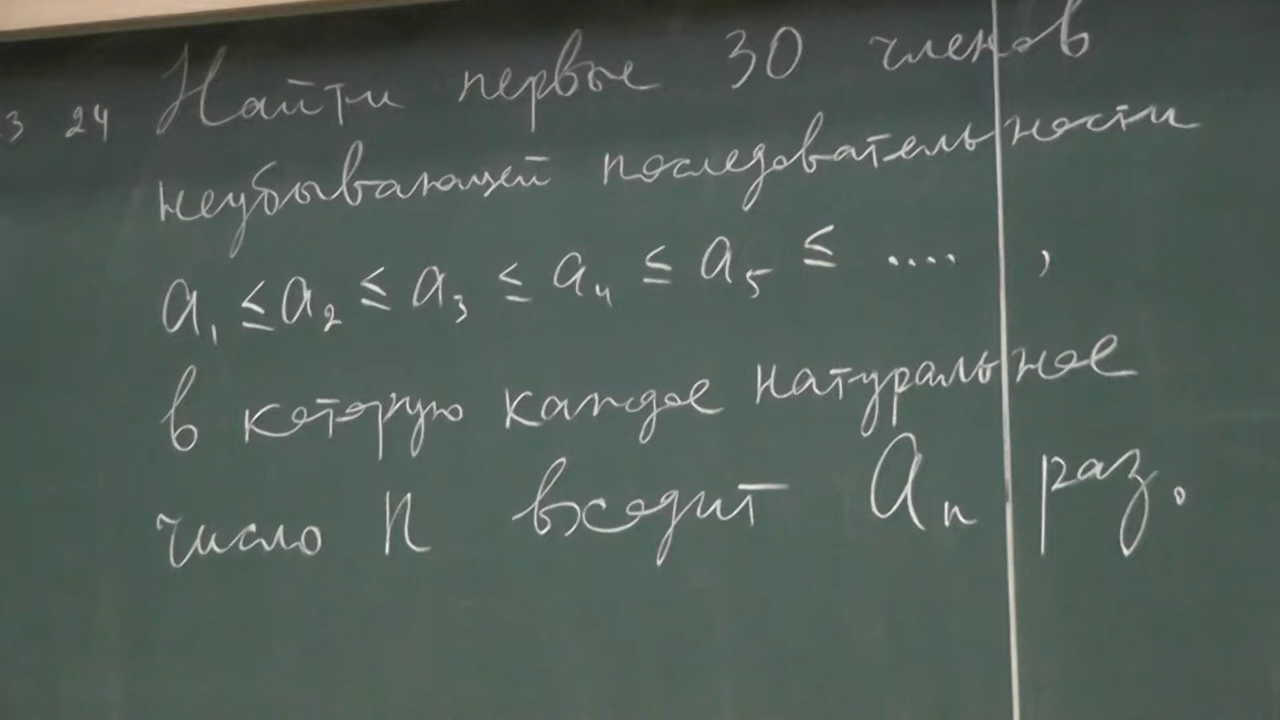 3 24 Найти первые 30 членов
неубывающей последовательности
a₁ ≤ a₂ ≤ a₃ ≤ a₄ ≤ a₅ ≤ .... ,
в которую каждое натуральное
число n входит aₙ раз.